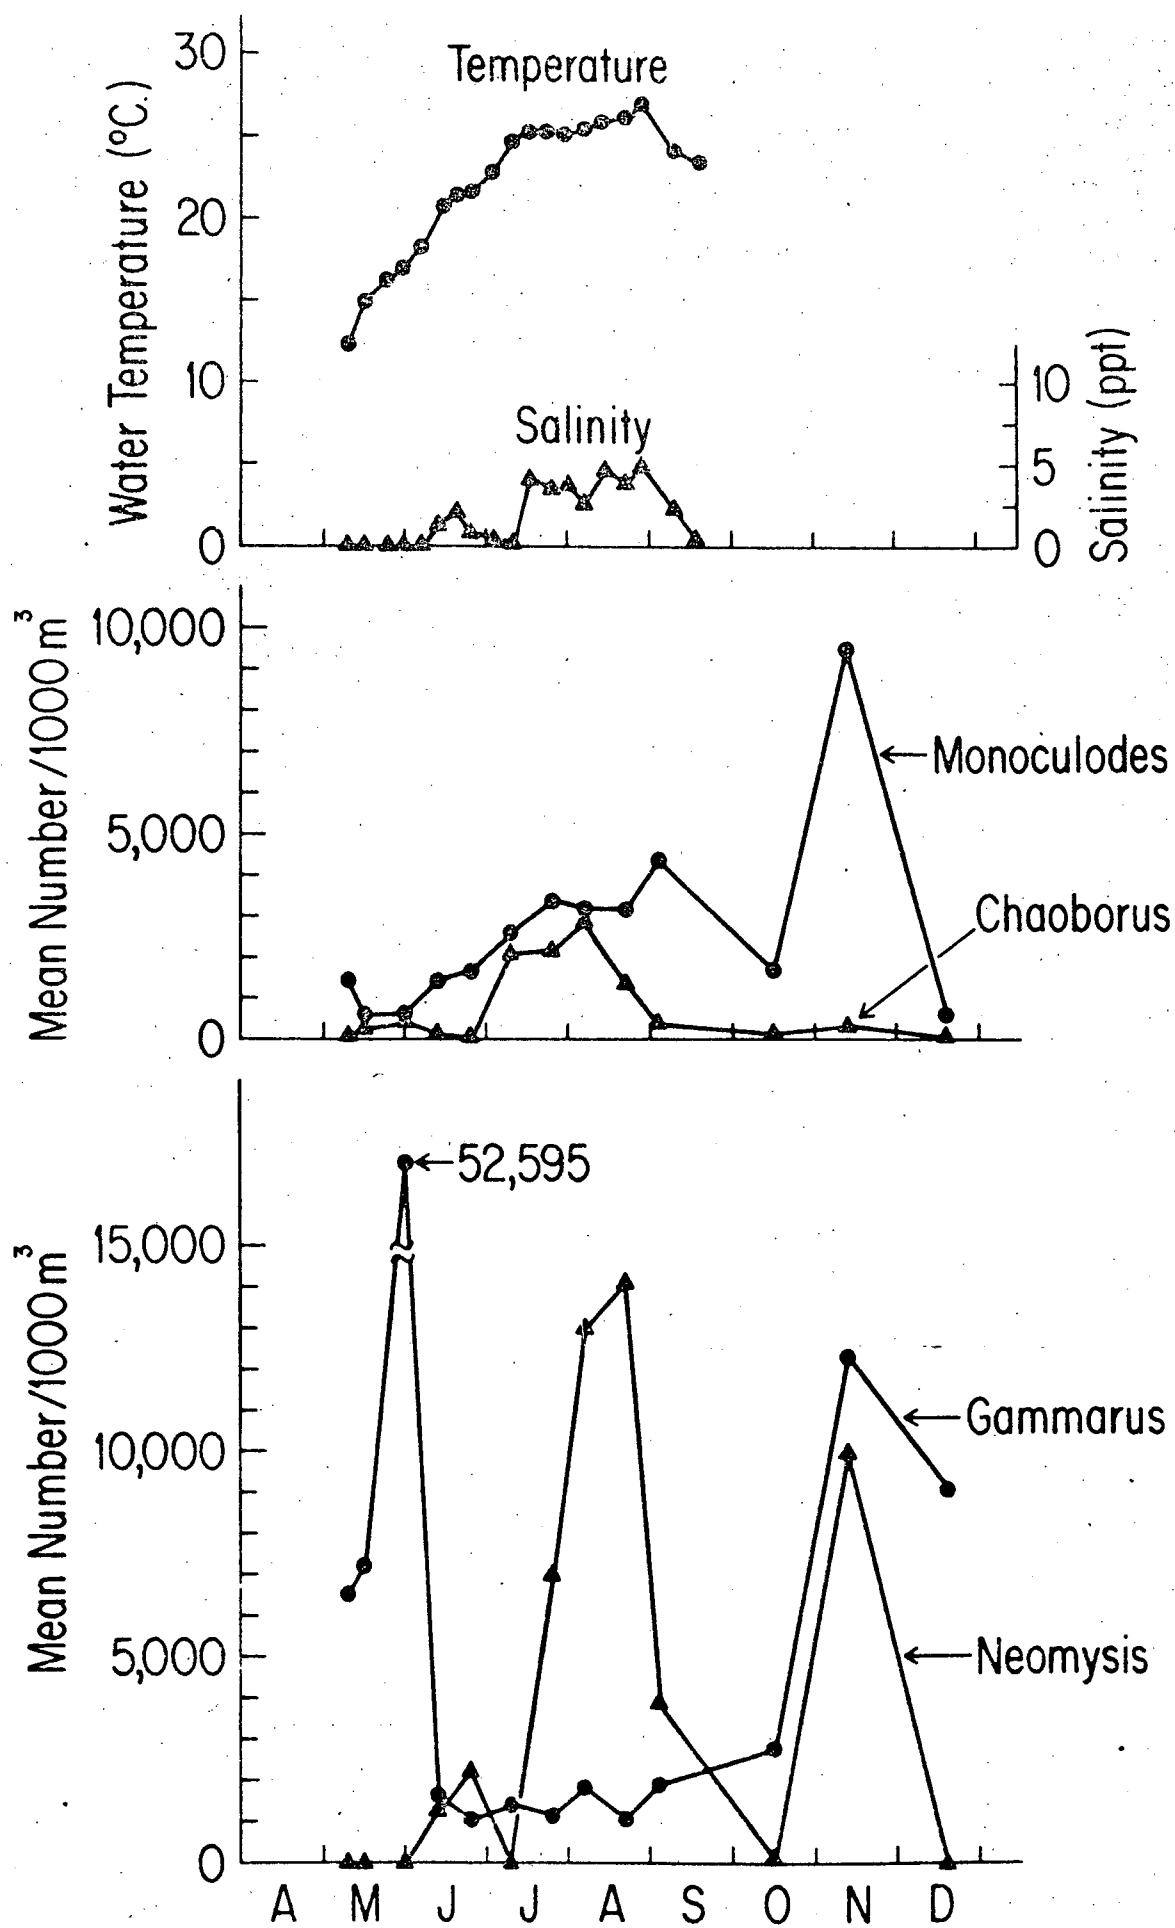 Temperature
Water Temperature (°C.)
30
20
10
0
Salinity
Salinity (ppt)
10
5
0
Mean Number/1000 m³
10,000
5,000
0
Monoculodes
Chaoborus
Mean Number/1000 m³
52,595
15,000
10,000
5,000
0
Gammarus
Neomysis
A M J J A S O N D